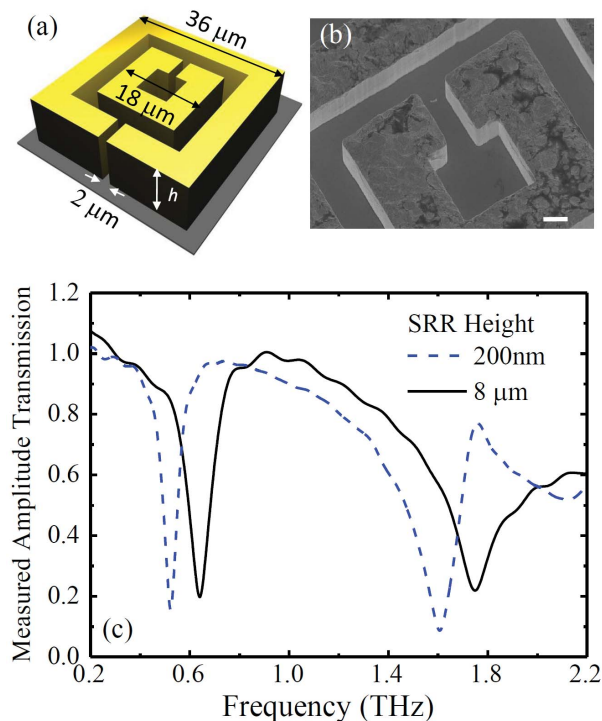 (a)
36 μm
18 μm
h
2 μm
(b)
1.2
1.0
0.8
0.6
0.4
0.2
0.0
Measured Amplitude Transmission
SRR Height
200nm
8 μm
(c)
0.2 0.6 1.0 1.4 1.8 2.2
Frequency (THz)